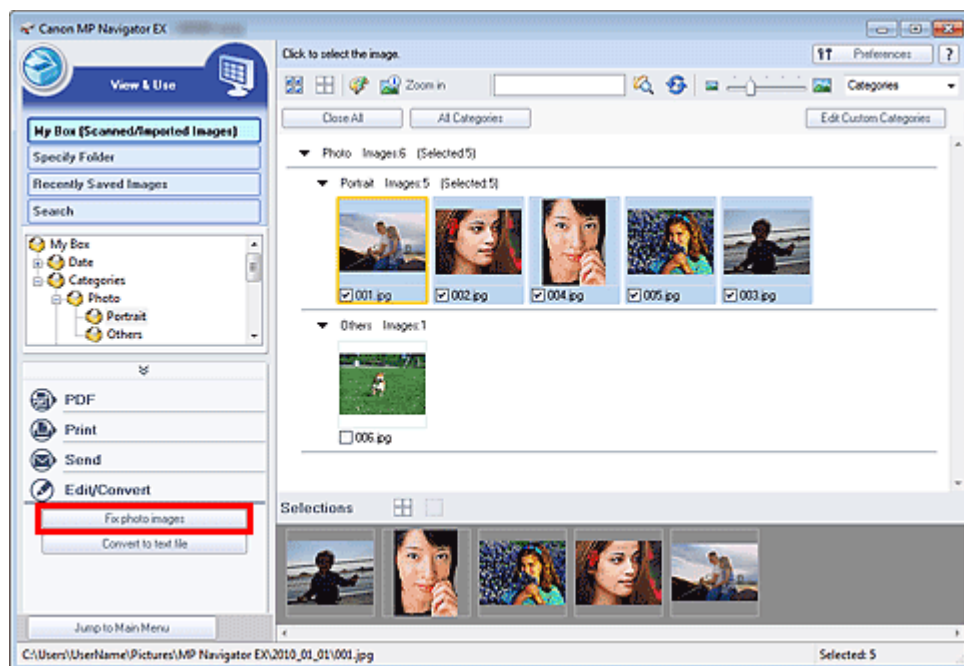 Canon MP Navigator EX
View & Use
My Box (Scanned/Imported Images)
Specify Folder
Recently Saved Images
Search
My Box
Date
Categories
Photo
Portrait
Others
PDF
Print
Send
Edit/Convert
Fix photo images
Convert to text file
Jump to Main Menu
Click to select the image.
Preferences ?
Zoom in
Categories
Close All All Categories Edit Custom Categories
Photo Images:6 (Selected:5)
Portrait Images:5 (Selected:5)
001.jpg 002.jpg 004.jpg 005.jpg 003.jpg
Others Images:1
006.jpg
Selections
C:\Users\UserName\Pictures\MP Navigator EX\2010_01_01\001.jpg Selected: 5